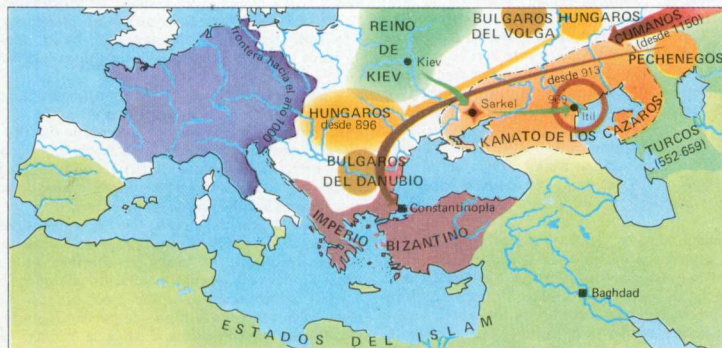 REINO
DE
KIEV
Kiev
BULGAROS
DEL VOLGA
HUNGAROS
CUMANOS
(desde 1150)
PECHENEGOS
desde 913
frontera hacia el año 1000
HUNGAROS
desde 896
Sarkel
969
Itil
KANATO DE LOS CAZAROS
TURCOS
(552-659)
BULGAROS
DEL DANUBIO
Constantinopla
IMPERIO
BIZANTINO
Baghdad
ESTADOS DEL ISLAM